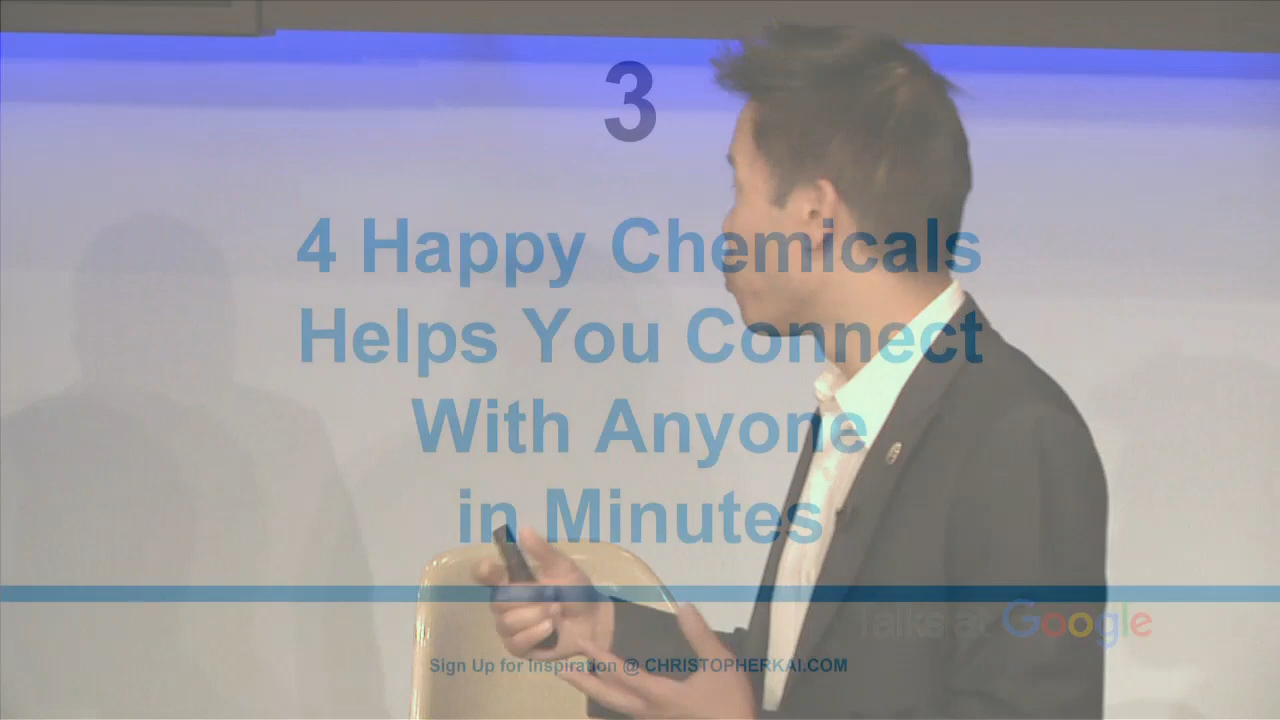 3
4 Happy Chemicals
Helps You Connect
With Anyone
in Minutes
Talks at Google
Sign Up for Inspiration @ CHRISTOPHERKAI.COM